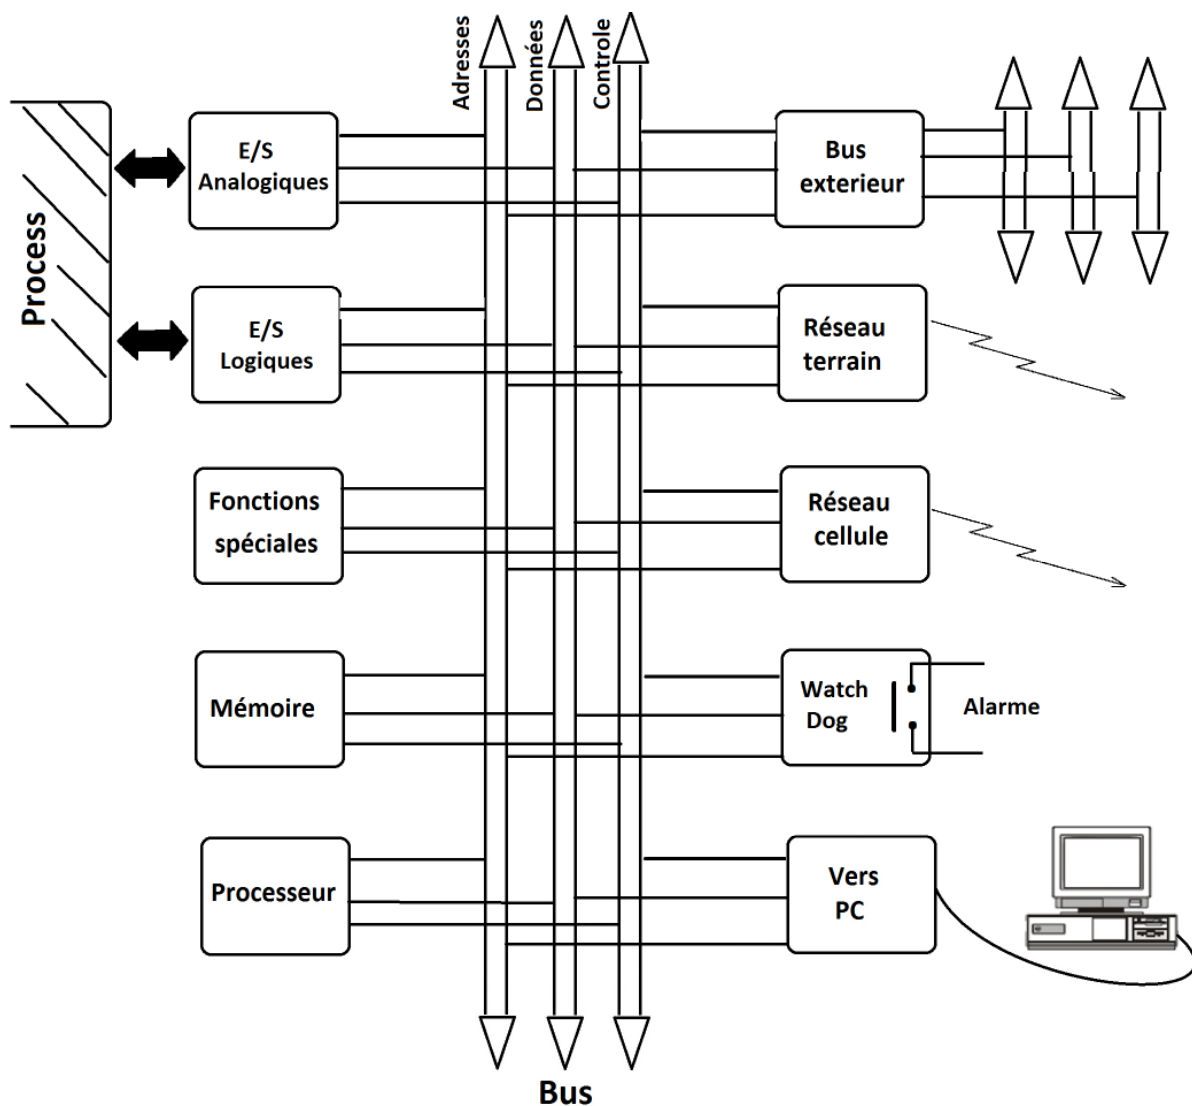 Adresses
Données
Controle
E/S
Analogiques
Bus
exterieur
Process
E/S
Logiques
Réseau
terrain
Fonctions
spéciales
Réseau
cellule
Mémoire
Watch
Dog
Alarme
Processeur
Vers
PC
Bus